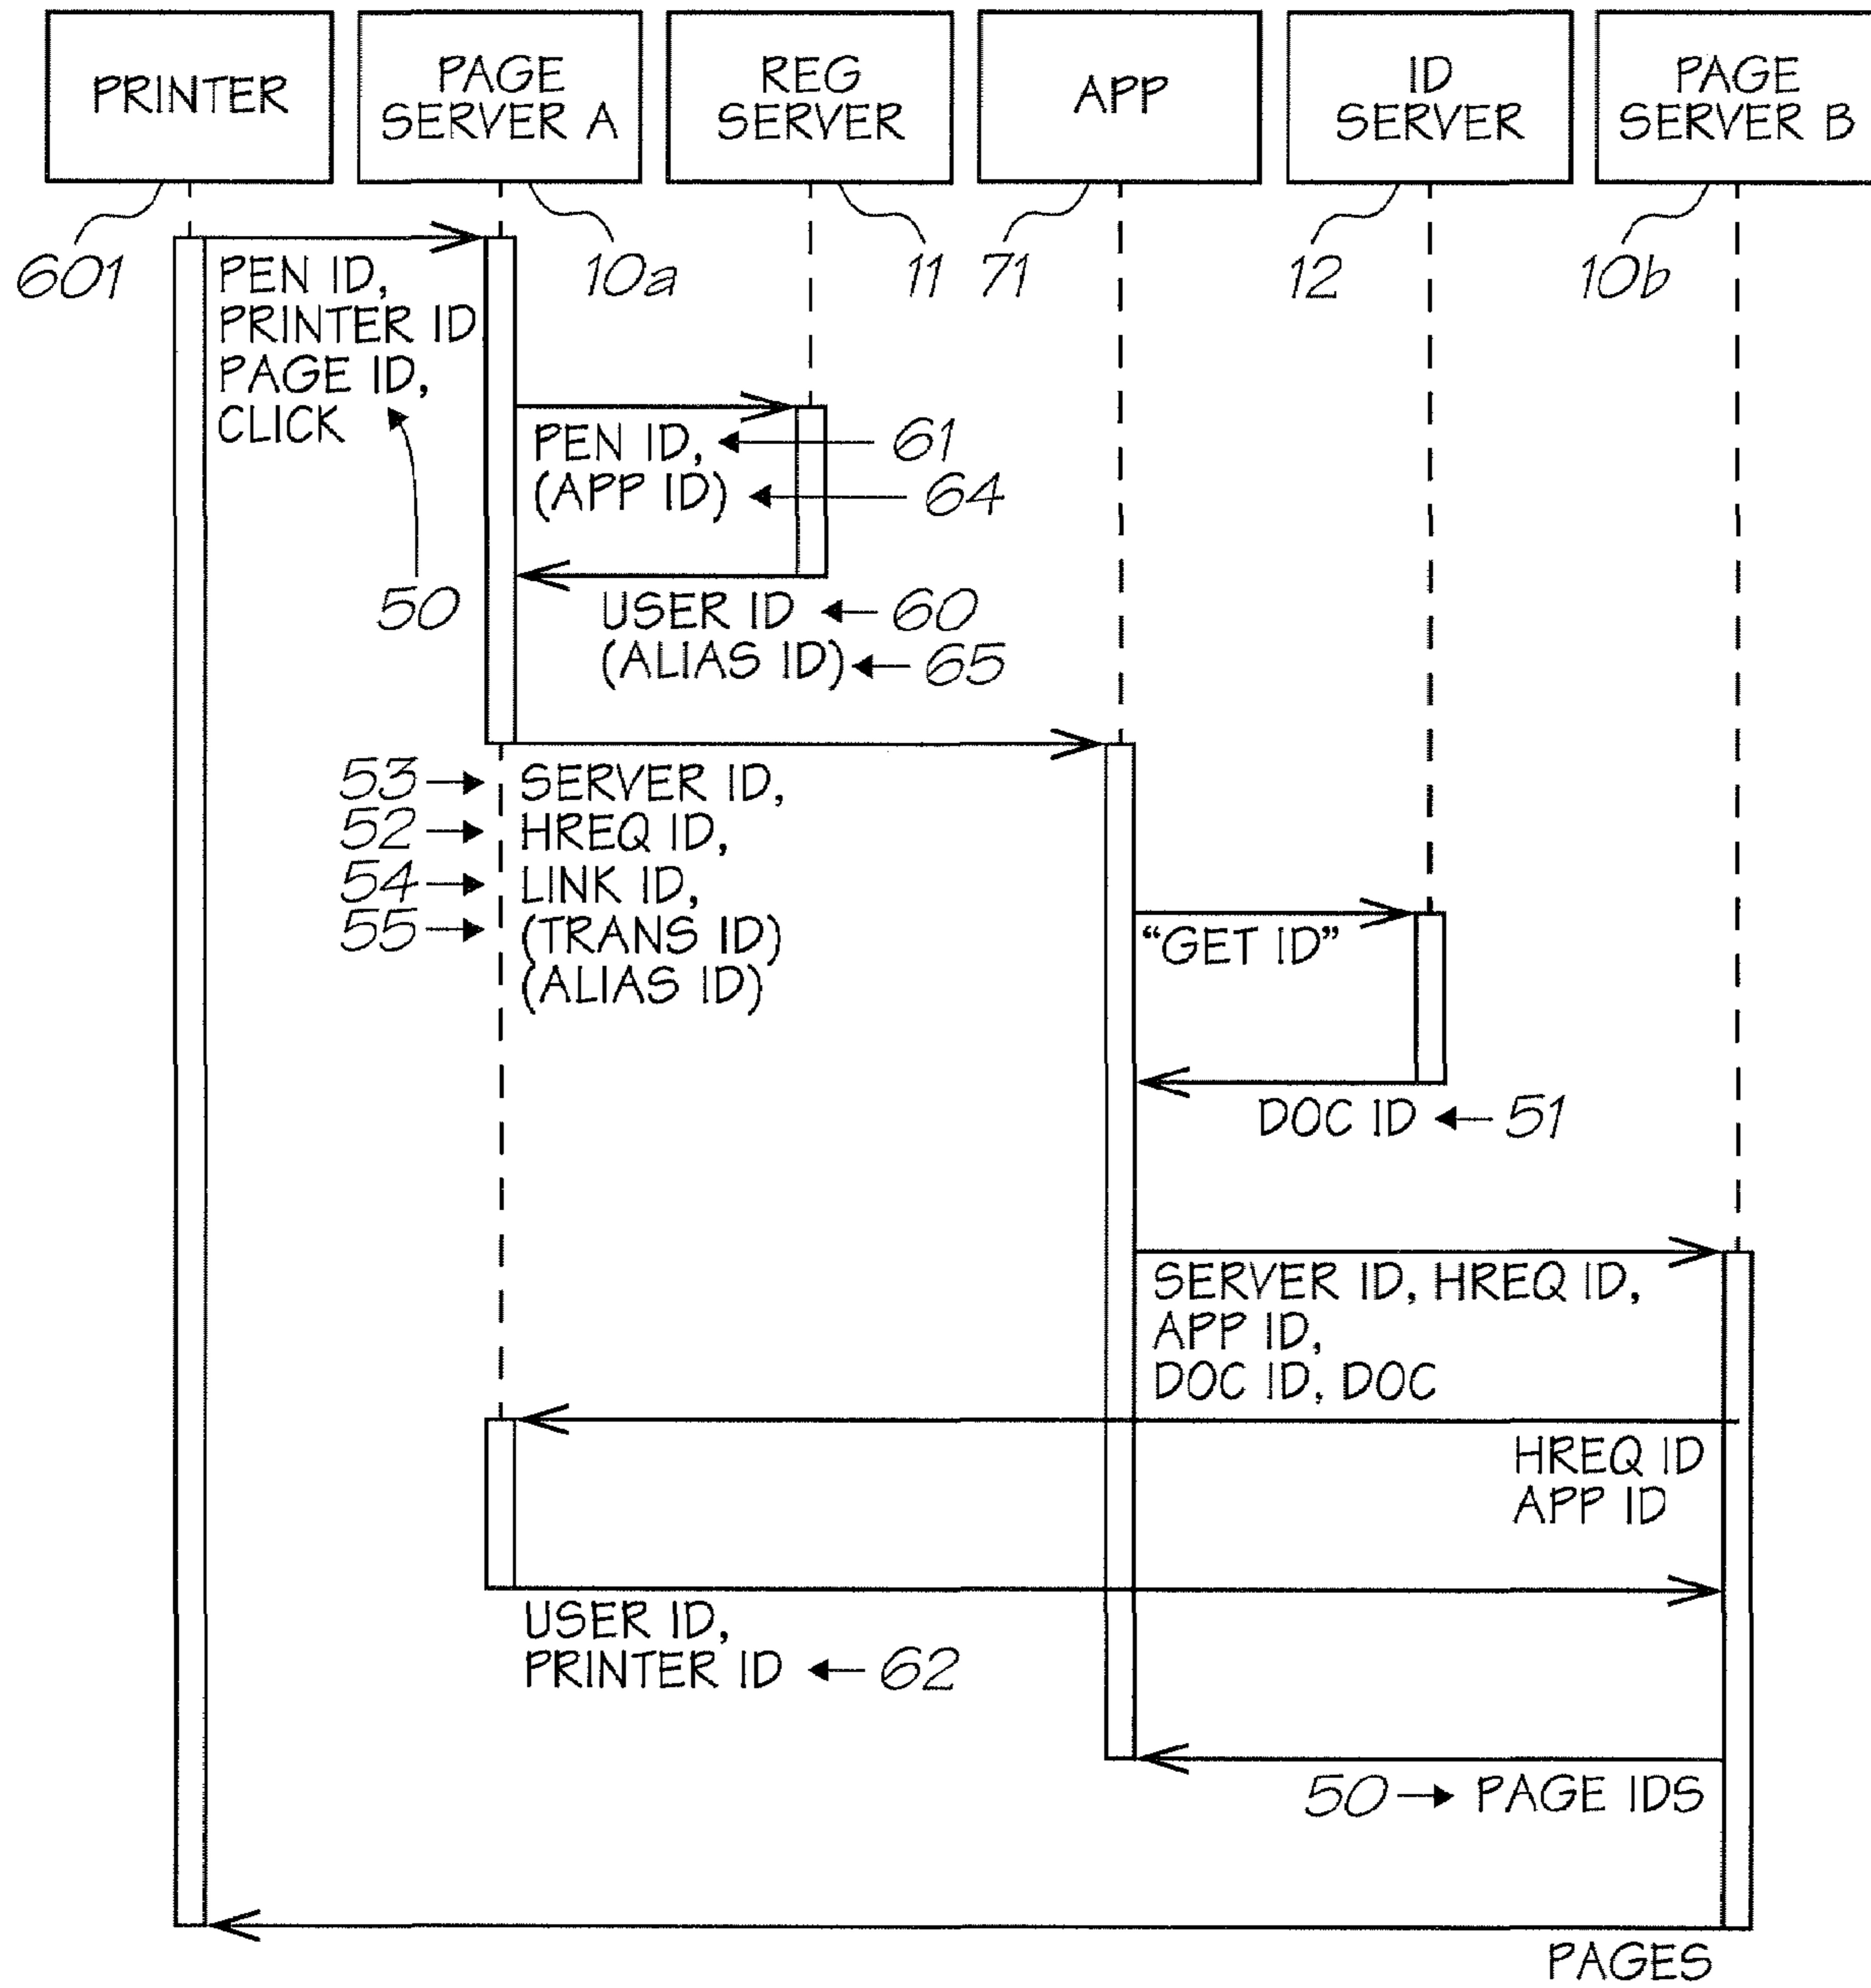 PRINTER
PAGE
SERVER A
REG
SERVER
APP
ID
SERVER
PAGE
SERVER B
601
10a
11
71
12
10b
PEN ID,
PRINTER ID
PAGE ID,
CLICK
50
PEN ID,
61
(APP ID)
64
USER ID
60
(ALIAS ID)
65
53
SERVER ID,
52
HREQ ID,
54
LINK ID,
55
(TRANS ID)
(ALIAS ID)
“GET ID”
DOC ID
51
SERVER ID, HREQ ID,
APP ID,
DOC ID, DOC
HREQ ID
APP ID
USER ID,
PRINTER ID
62
50
PAGE IDS
PAGES